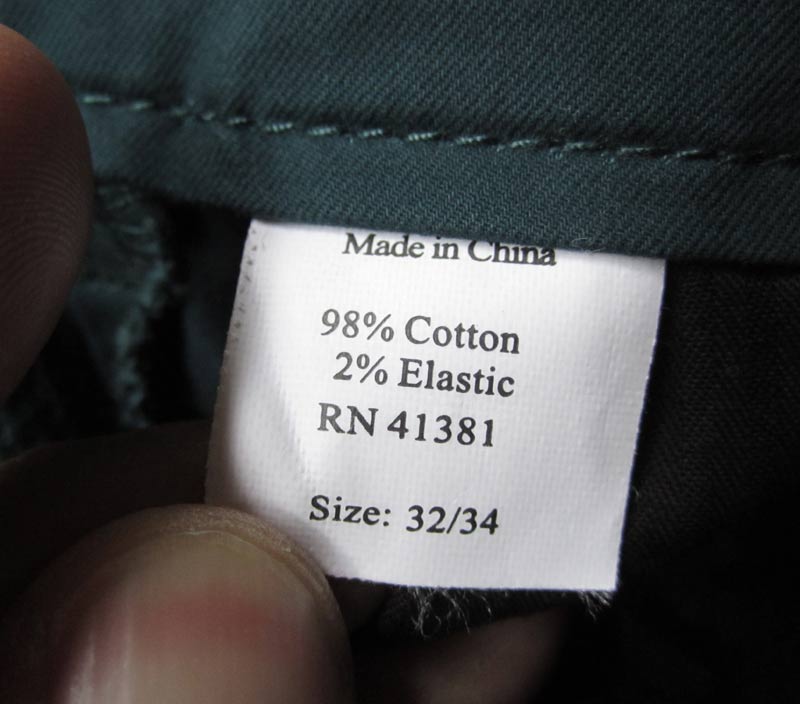 Made in China
98% Cotton
2% Elastic
RN 41381
Size: 32/34